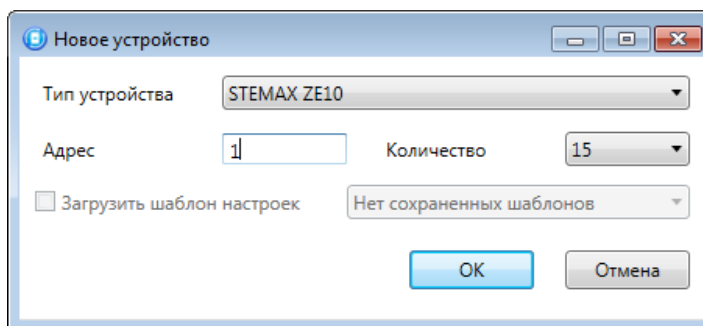 Новое устройство
Тип устройства STEMAX ZE10
Адрес 1 Количество 15
Загрузить шаблон настроек Нет сохраненных шаблонов
OK Отмена